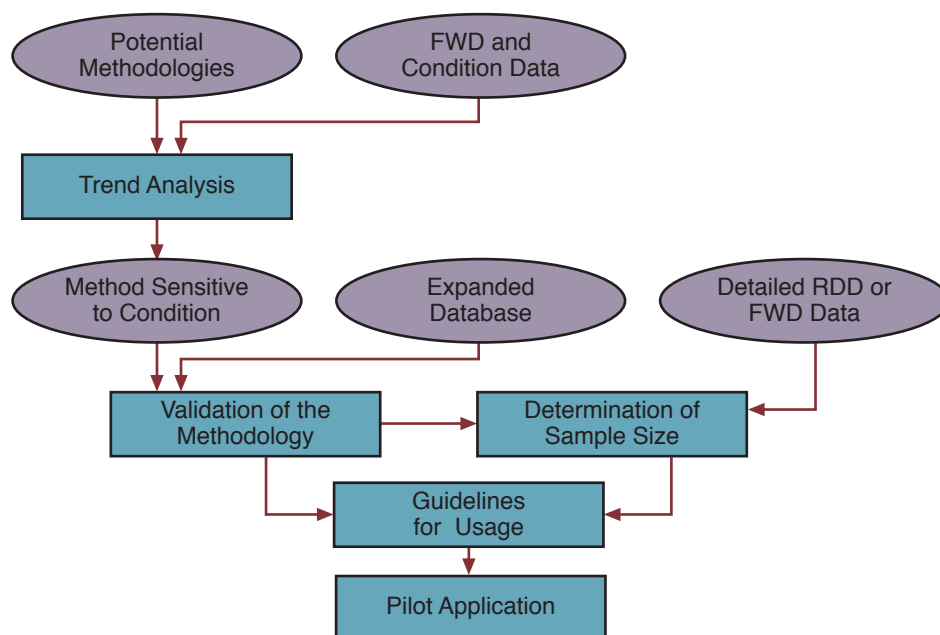 Potential
Methodologies
FWD and
Condition Data
Trend Analysis
Method Sensitive
to Condition
Expanded
Database
Detailed RDD or
FWD Data
Validation of the
Methodology
Determination of
Sample Size
Guidelines
for Usage
Pilot Application